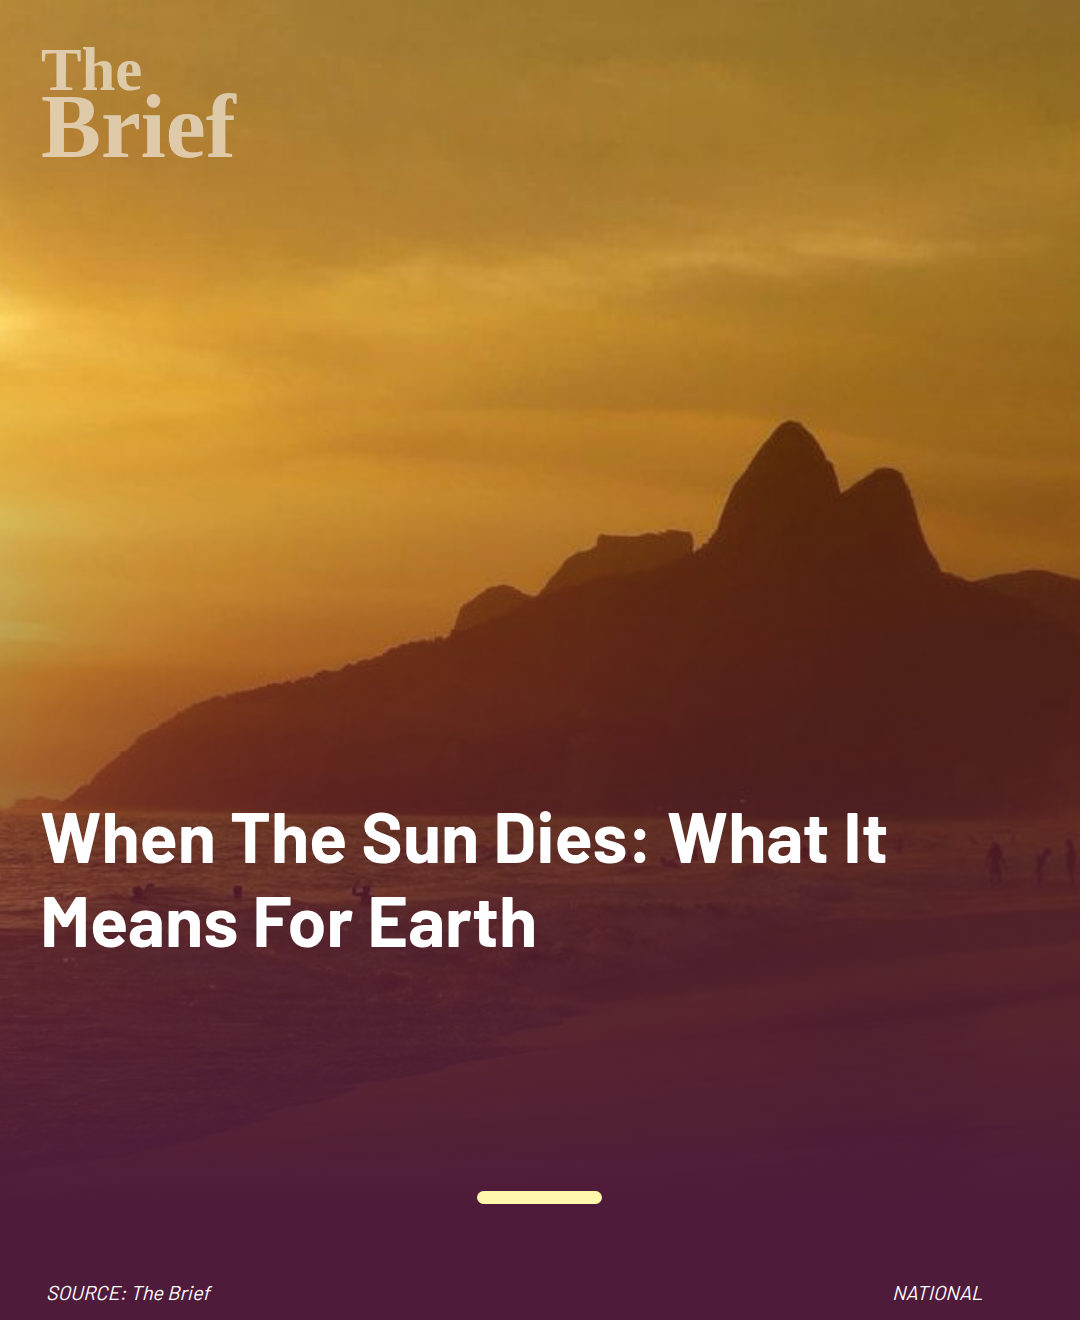 The
Brief
When The Sun Dies: What It
Means For Earth
SOURCE: The Brief
NATIONAL